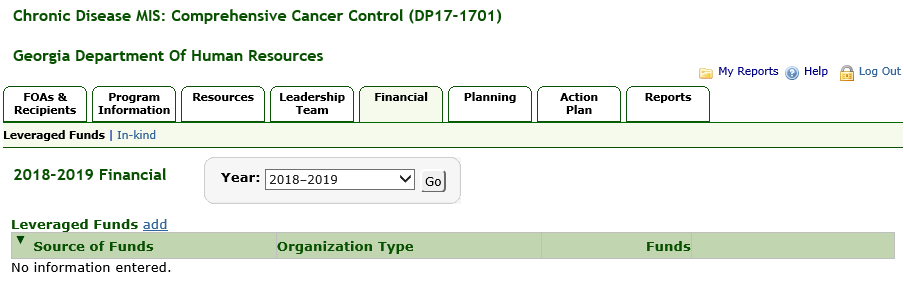 Chronic Disease MIS: Comprehensive Cancer Control (DP17-1701)
Georgia Department Of Human Resources
My Reports Help Log Out
FOAs & Recipients
Program Information
Resources
Leadership Team
Financial
Planning
Action Plan
Reports
Leveraged Funds | In-kind
2018-2019 Financial
Year: 2018–2019 Go
Leveraged Funds add
Source of Funds Organization Type Funds
No information entered.